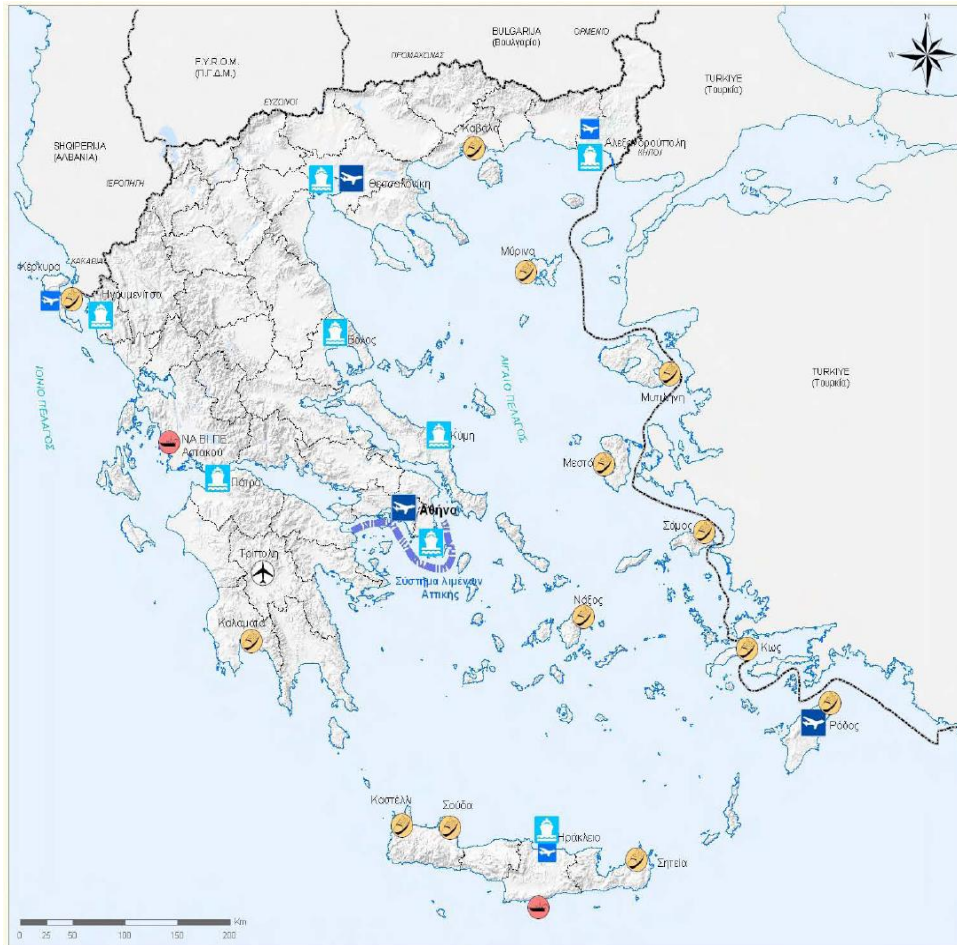 BULGARIJA
(Βουλγαρία)
ΟΡΜΕΝΙΟ
N
ΠΡΟΜΑΧΩΝΑΣ
W
F.Y.R.O.M.
(Π.Γ.Δ.Μ.)
TURKIYE
(Τουρκία)
ΕΥΖΩΝΟΙ
Καβάλα
Αλεξανδρούπολη
ΚΗΠΟΙ
SHQIPERIJA
(ΑΛΒΑΝΙΑ)
ΙΕΡΟΠΗΓΗ
Θεσσαλονίκη
Μύρινα
ΚΑΚΑΒΙΑ
Κέρκυρα
Ηγουμενίτσα
Βόλος
ΙΟΝΙΟ ΠΕΛΑΓΟΣ
ΑΙΓΑΙΟ ΠΕΛΑΓΟΣ
TURKIYE
(Τουρκία)
Μυτιλήνη
ΝΑ ΒΙ ΠΕ
Αστακού
Κύμη
Μεστά
Πάτρα
Αθήνα
Σάμος
Τρίπολη
Σύστημα λιμένων
Αττικής
Νάξος
Καλαμάτα
Κως
Ρόδος
Καστέλλι
Σούδα
Ηράκλειο
Σητεία
Km
0 25 50 100 150 200